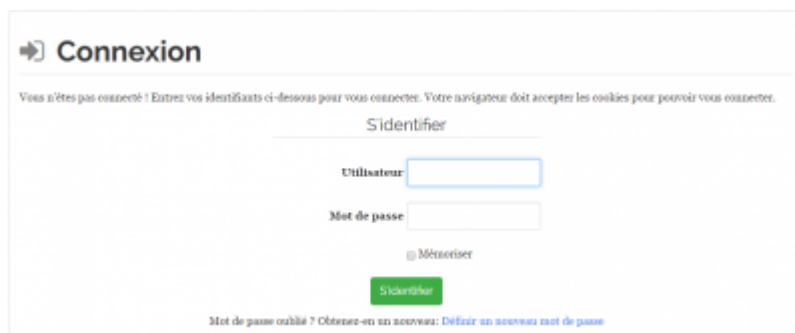 Connexion
Vous n'êtes pas connecté ! Entrez vos identifiants ci-dessous pour vous connecter. Votre navigateur doit accepter les cookies pour pouvoir vous connecter.
S'identifier
Utilisateur
Mot de passe
Mémoriser
S'identifier
Mot de passe oublié ? Obtenez-en un nouveau: Définir un nouveau mot de passe